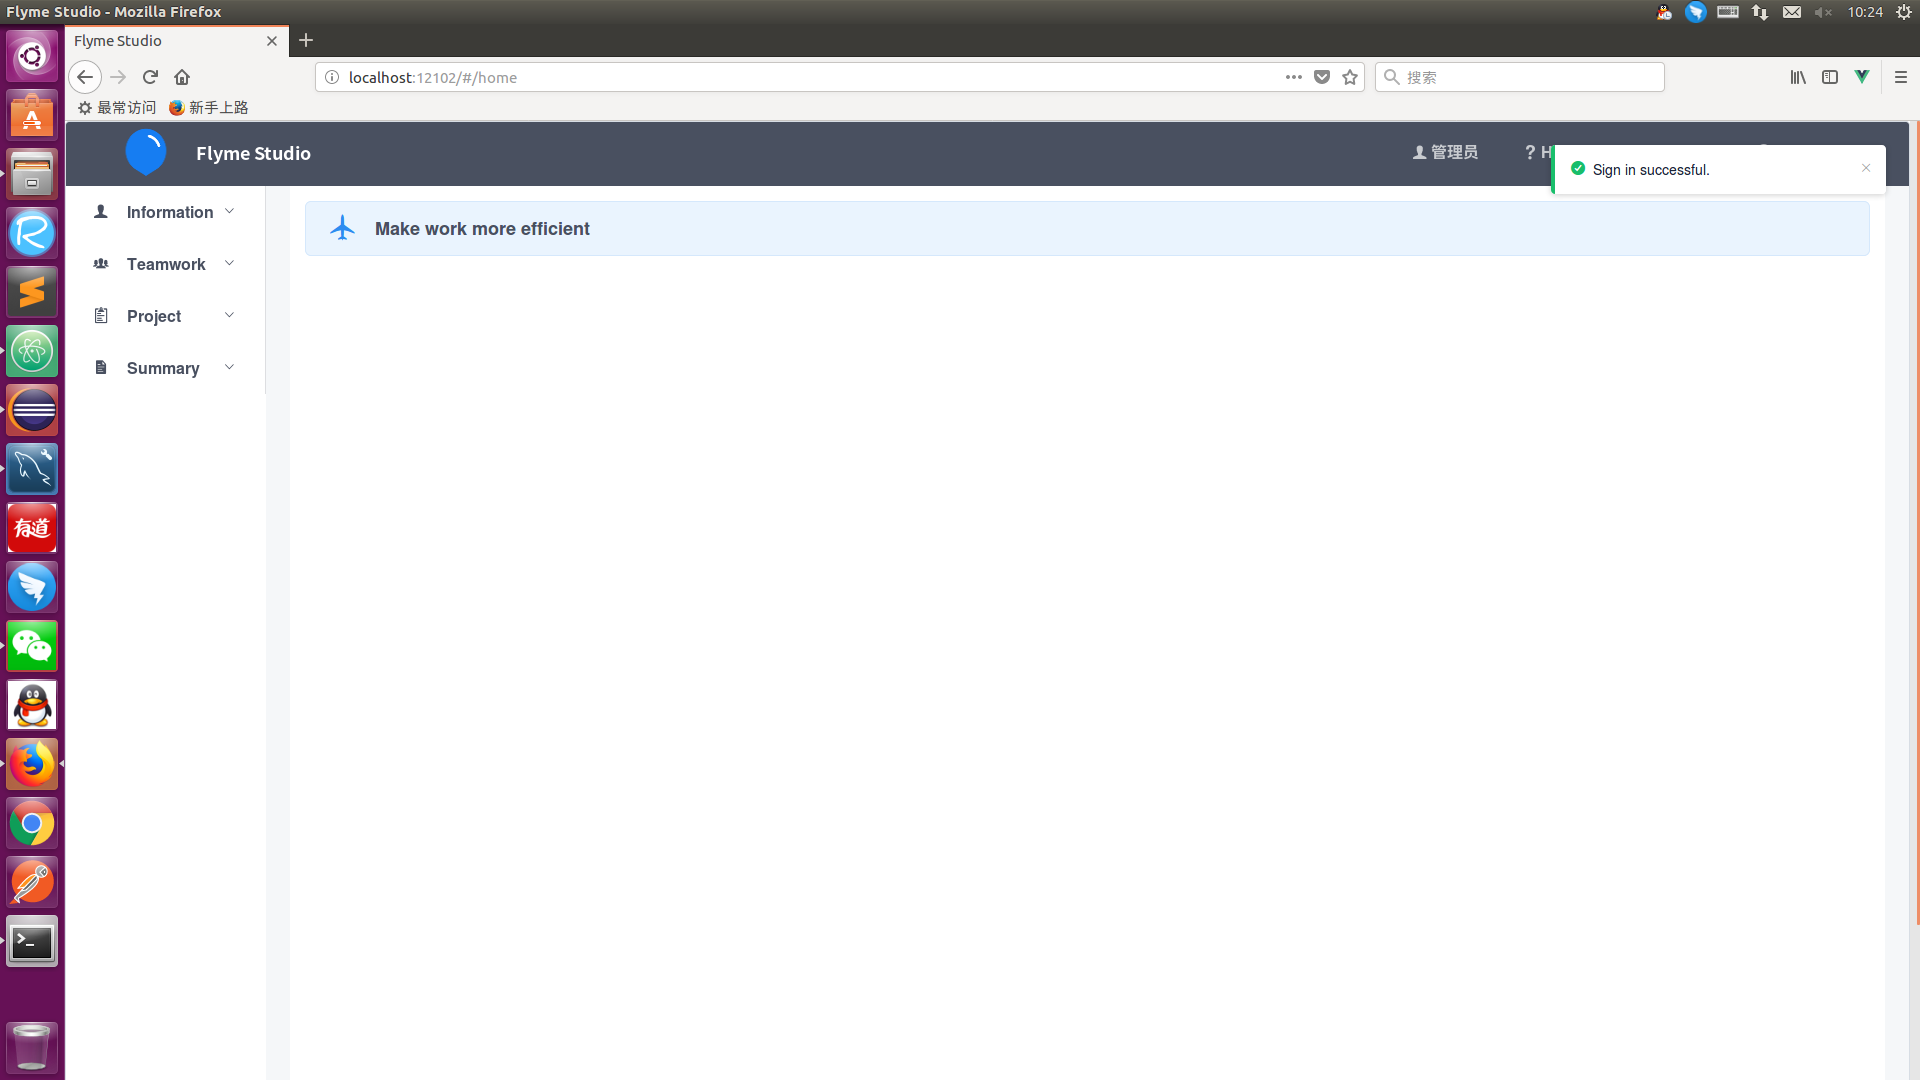 Flyme Studio - Mozilla Firefox
10:24
Flyme Studio
localhost:12102/#/home
搜索
最常访问
新手上路
Flyme Studio
管理员
? H
Sign in successful.
Information
Make work more efficient
Teamwork
Project
Summary
有道